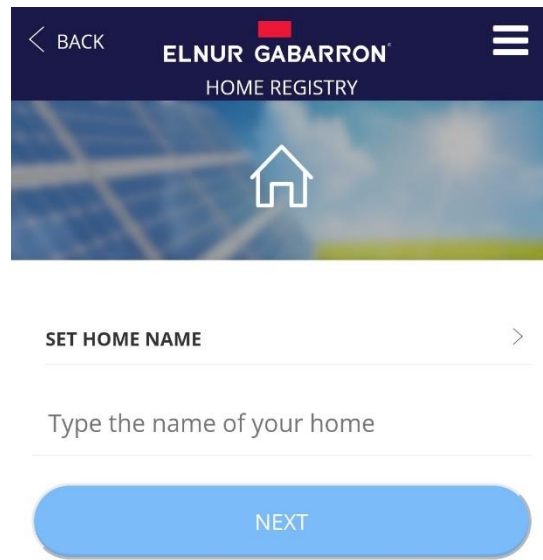 BACK
ELNUR GABARRON
HOME REGISTRY
SET HOME NAME
Type the name of your home
NEXT